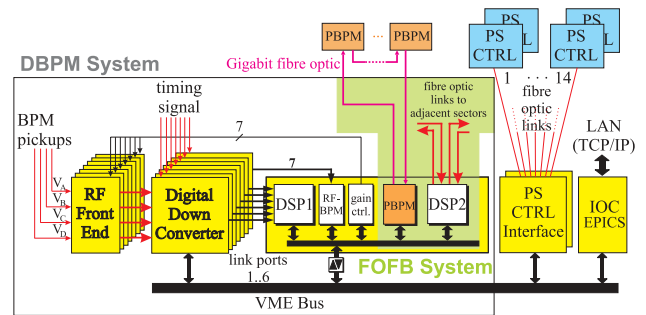 DBPM System
PBPM ... PBPM
Gigabit fibre optic
PS
CTRL
PS
CTRL
PS
CTRL
PS
CTRL
1 · · · 14
fibre
optic
links
timing
signal
fibre optic
links to
adjacent sectors
BPM
pickups
7
7
LAN
(TCP/IP)
VA
VB
VC
VD
RF
Front
End
Digital
Down
Converter
DSP1
RF-
BPM
gain
ctrl.
PBPM
DSP2
PS
CTRL
Interface
IOC
EPICS
link ports
1..6
FOFB System
VME Bus